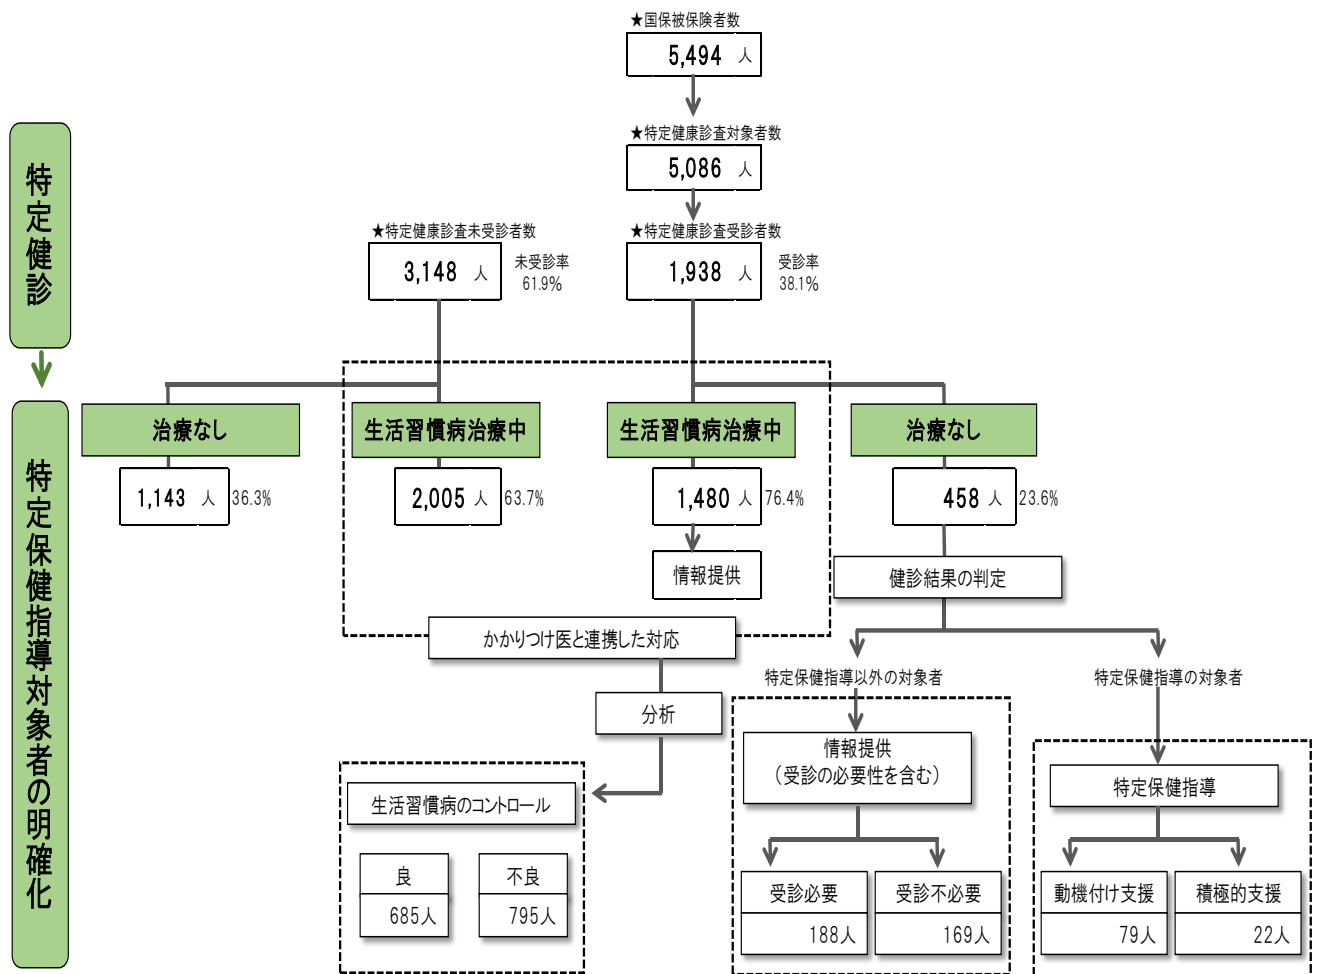 ★国保被保険者数
5,494 人
★特定健康診査対象者数
5,086 人
★特定健康診査未受診者数
3,148 人
未受診率
61.9%
★特定健康診査受診者数
1,938 人
受診率
38.1%
特定健診
特定保健指導対象者の明確化
治療なし
1,143 人 36.3%
生活習慣病治療中
2,005 人 63.7%
生活習慣病治療中
1,480 人 76.4%
治療なし
458 人 23.6%
情報提供
健診結果の判定
かかりつけ医と連携した対応
分析
特定保健指導以外の対象者
特定保健指導の対象者
情報提供
（受診の必要性を含む）
特定保健指導
生活習慣病のコントロール
良
685人
不良
795人
受診必要
188人
受診不必要
169人
動機付け支援
79人
積極的支援
22人